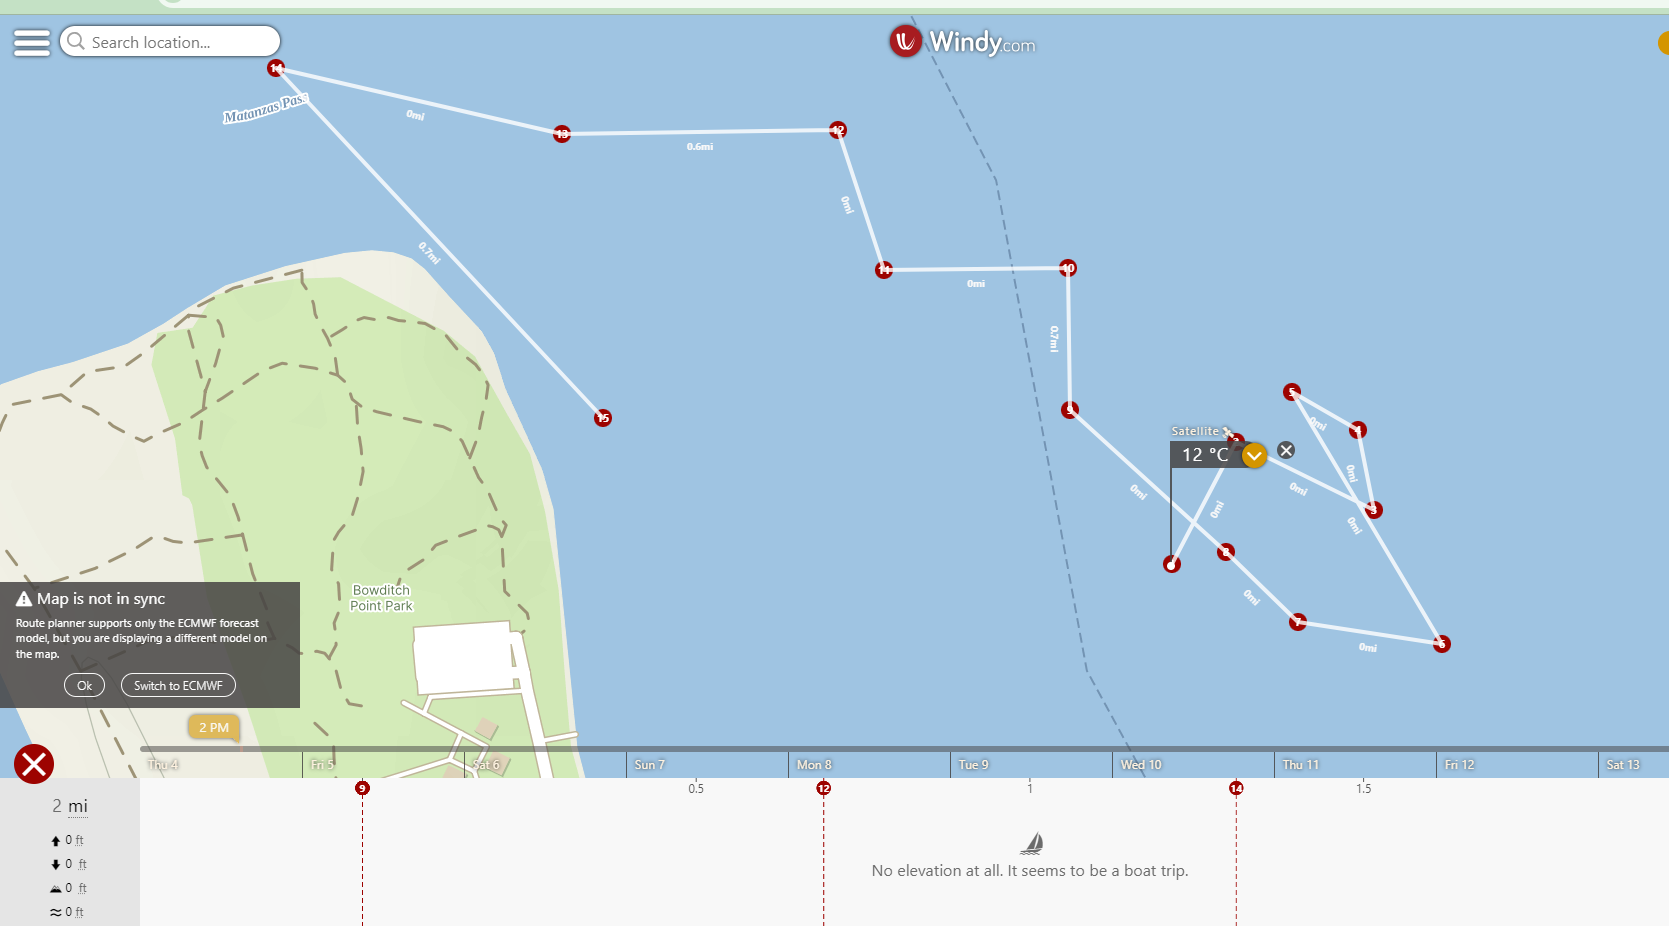 Search location...
Windy.com
14
Matanzas Pass
0mi
13
0.6mi
12
0mi
11
0mi
10
0.7mi
0.7mi
9
15
5
0mi
4
0mi
Satellite
2
12 °C
0mi
3
0mi
0mi
0mi
8
0mi
7
0mi
6
Bowditch
Point Park
Map is not in sync
Route planner supports only the ECMWF forecast
model, but you are displaying a different model on
the map.
Ok
Switch to ECMWF
2 PM
Thu 4
Fri 5
Sat 6
Sun 7
Mon 8
Tue 9
Wed 10
Thu 11
Fri 12
Sat 13
9
0.5
12
1
14
1.5
2 mi
0 ft
0 ft
0 ft
0 ft
No elevation at all. It seems to be a boat trip.